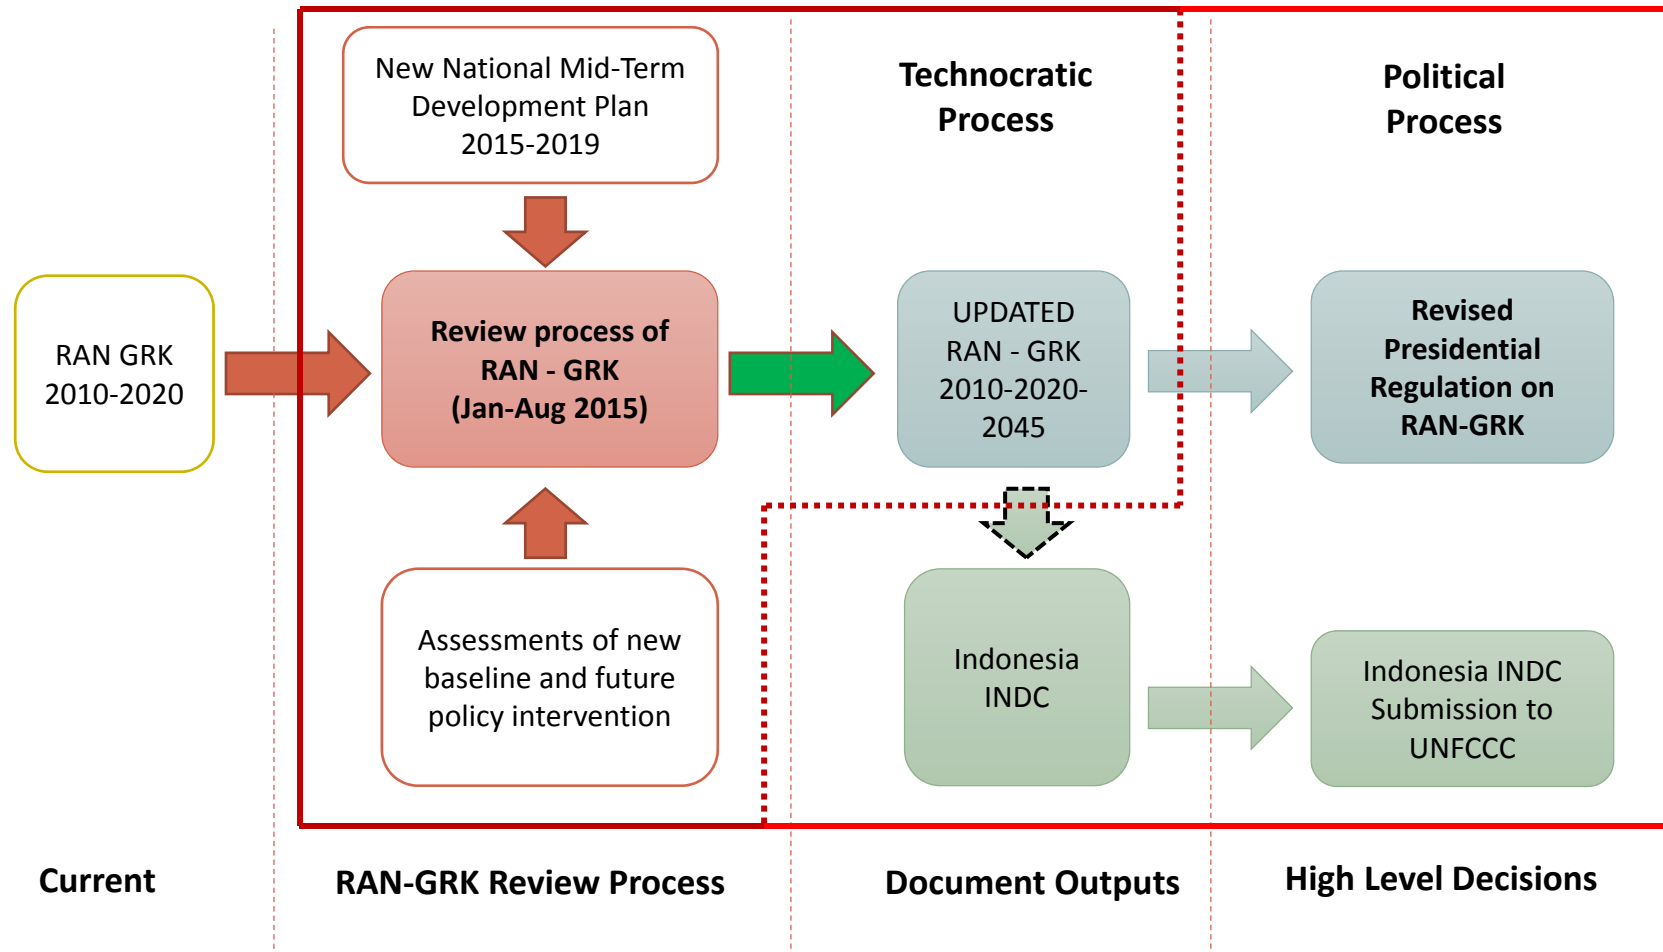 New National Mid-Term
Development Plan
2015-2019
Technocratic
Process
Political
Process
RAN GRK
2010-2020
Review process of
RAN - GRK
(Jan-Aug 2015)
UPDATED
RAN - GRK
2010-2020-
2045
Revised
Presidential
Regulation on
RAN-GRK
Assessments of new
baseline and future
policy intervention
Indonesia
INDC
Indonesia INDC
Submission to
UNFCCC
Current
RAN-GRK Review Process
Document Outputs
High Level Decisions